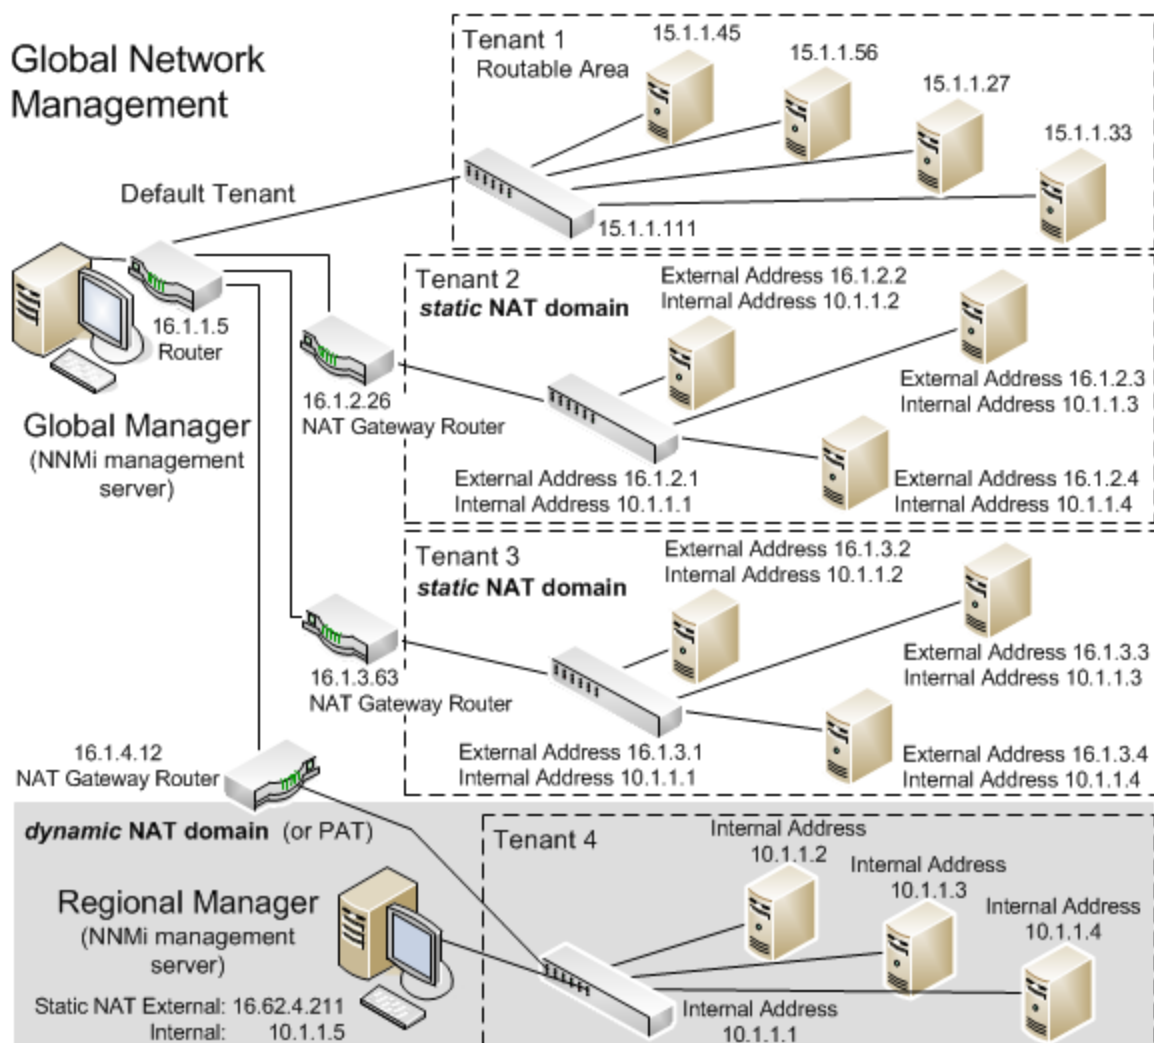 Global Network
Management
Tenant 1
Routable Area
15.1.1.45
15.1.1.56
15.1.1.27
15.1.1.33
15.1.1.111
Default Tenant
16.1.1.5
Router
Global Manager
(NNMi management
server)
16.1.2.26
NAT Gateway Router
Tenant 2
static NAT domain
External Address 16.1.2.2
Internal Address 10.1.1.2
External Address 16.1.2.3
Internal Address 10.1.1.3
External Address 16.1.2.1
Internal Address 10.1.1.1
External Address 16.1.2.4
Internal Address 10.1.1.4
Tenant 3
static NAT domain
External Address 16.1.3.2
Internal Address 10.1.1.2
16.1.3.63
NAT Gateway Router
External Address 16.1.3.3
Internal Address 10.1.1.3
External Address 16.1.3.1
Internal Address 10.1.1.1
External Address 16.1.3.4
Internal Address 10.1.1.4
16.1.4.12
NAT Gateway Router
dynamic NAT domain (or PAT)
Regional Manager
(NNMi management
server)
Static NAT External: 16.62.4.211
Internal: 10.1.1.5
Tenant 4
Internal Address
10.1.1.2
Internal Address
10.1.1.3
Internal Address
10.1.1.4
Internal Address
10.1.1.1